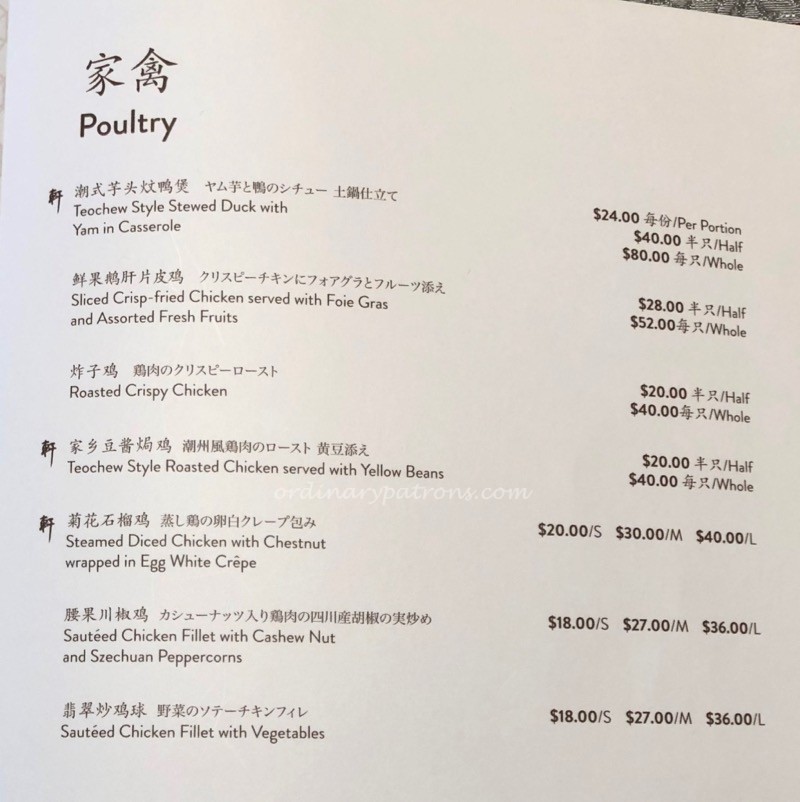 家禽
Poultry
軒 潮式芋头炆鸭煲 ヤム芋と鴨のシチュー 土鍋仕立て
Teochew Style Stewed Duck with
Yam in Casserole
$24.00 每份/Per Portion
$40.00 半只/Half
$80.00 每只/Whole
鲜果鹅肝片皮鸡 クリスピーチキンにフォアグラとフルーツ添え
Sliced Crisp-fried Chicken served with Foie Gras
and Assorted Fresh Fruits
$28.00 半只/Half
$52.00每只/Whole
炸子鸡 鶏肉のクリスピーロースト
Roasted Crispy Chicken
$20.00 半只/Half
$40.00每只/Whole
軒 家乡豆酱焗鸡 潮州風鶏肉のロースト 黄豆添え
Teochew Style Roasted Chicken served with Yellow Beans
$20.00 半只/Half
$40.00 每只/Whole
ordinarypatrons.com
軒 菊花石榴鸡 蒸し鶏の卵白クレープ包み
Steamed Diced Chicken with Chestnut
wrapped in Egg White Crêpe
$20.00/S $30.00/M $40.00/L
腰果川椒鸡 カシューナッツ入り鶏肉の四川産胡椒の実炒め
Sautéed Chicken Fillet with Cashew Nut
and Szechuan Peppercorns
$18.00/S $27.00/M $36.00/L
翡翠炒鸡球 野菜のソテーチキンフィレ
Sautéed Chicken Fillet with Vegetables
$18.00/S $27.00/M $36.00/L